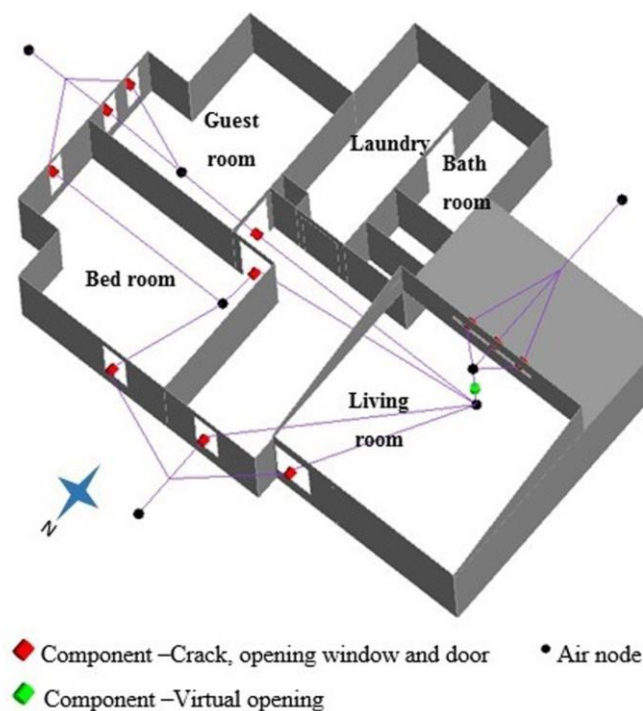 Guest
room
Laundry
Bath
room
Bed room
Living
room
N
Component –Crack, opening window and door
Air node
Component –Virtual opening